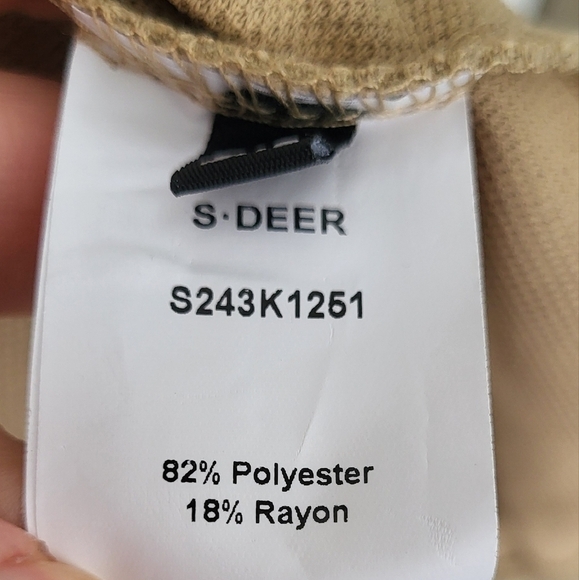 S·DEER
S243K1251
82% Polyester
18% Rayon